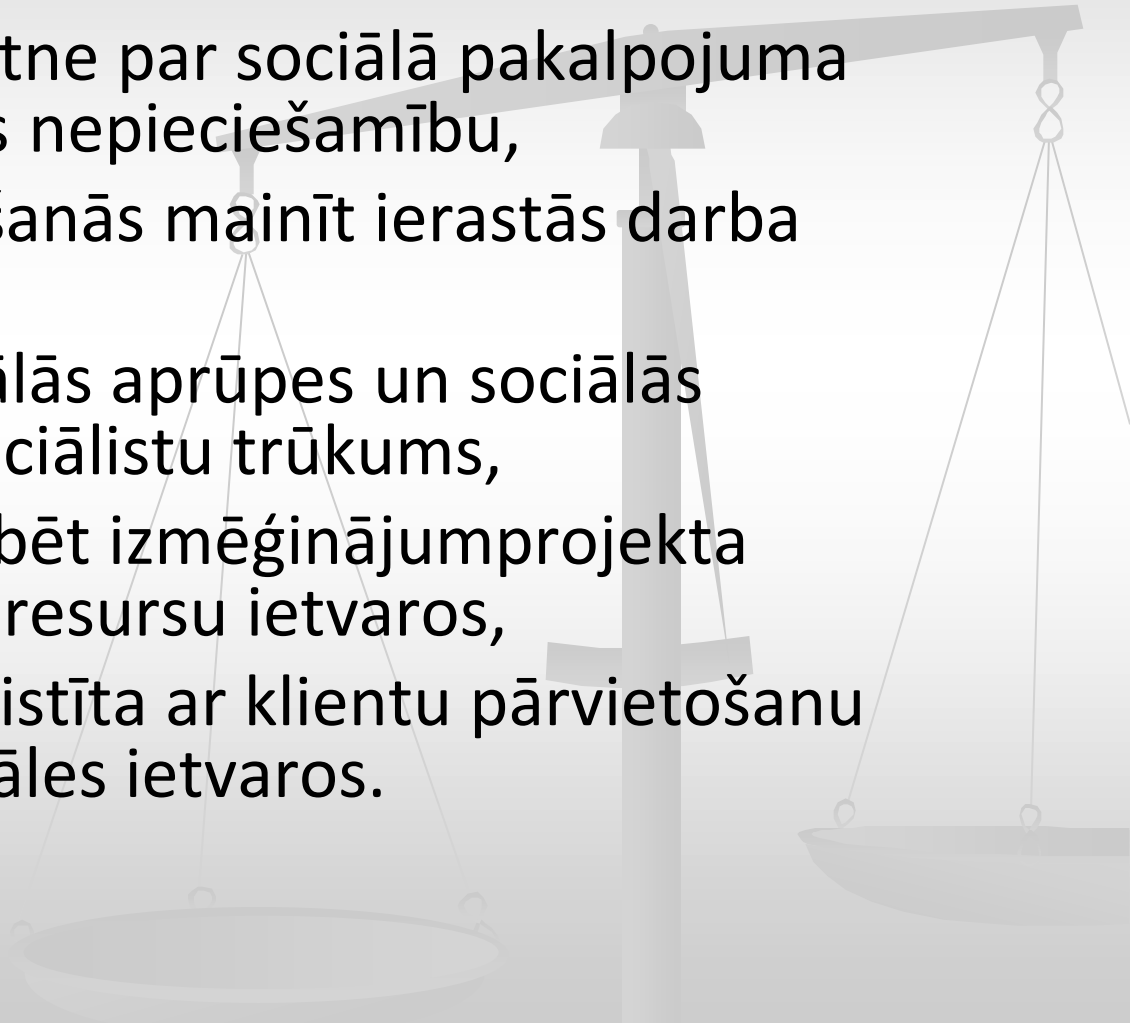 tne par sociālā pakalpojuma
s nepieciešamību,
šanās mainīt ierastās darba
ālās aprūpes un sociālās
ciālistu trūkums,
bēt izmēģinājumprojekta
resursu ietvaros,
istīta ar klientu pārvietošanu
āles ietvaros.